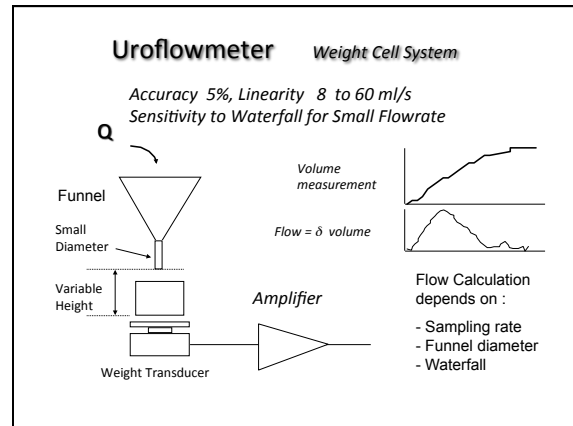 Uroflowmeter Weight Cell System
Accuracy 5%, Linearity 8 to 60 ml/s
Sensitivity to Waterfall for Small Flowrate
Q
Funnel
Small
Diameter
Variable
Height
Weight Transducer
Amplifier
Volume
measurement
Flow = δ volume
Flow Calculation
depends on :
- Sampling rate
- Funnel diameter
- Waterfall